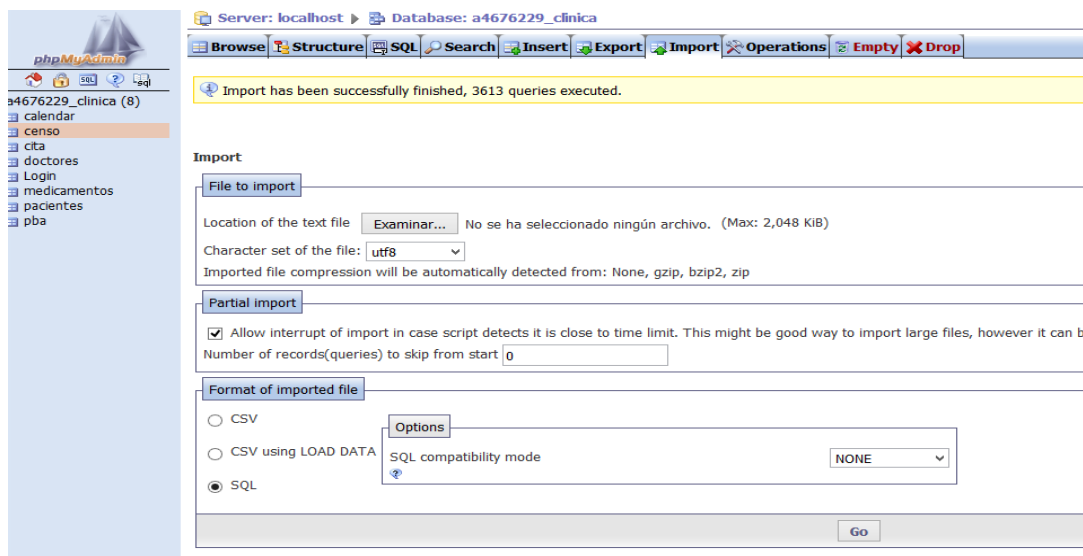 Server: localhost Database: a4676229_clinica
phpMyAdmin
Browse Structure SQL Search Insert Export Import Operations Empty Drop
SQL sql
a4676229_clinica (8)
calendar
censo
cita
doctores
Login
medicamentos
pacientes
pba
Import has been successfully finished, 3613 queries executed.
Import
File to import
Location of the text file Examinar... No se ha seleccionado ningún archivo. (Max: 2,048 KiB)
Character set of the file: utf8
Imported file compression will be automatically detected from: None, gzip, bzip2, zip
Partial import
Allow interrupt of import in case script detects it is close to time limit. This might be good way to import large files, however it can b
Number of records(queries) to skip from start 0
Format of imported file
CSV
CSV using LOAD DATA
SQL
Options
SQL compatibility mode NONE
Go